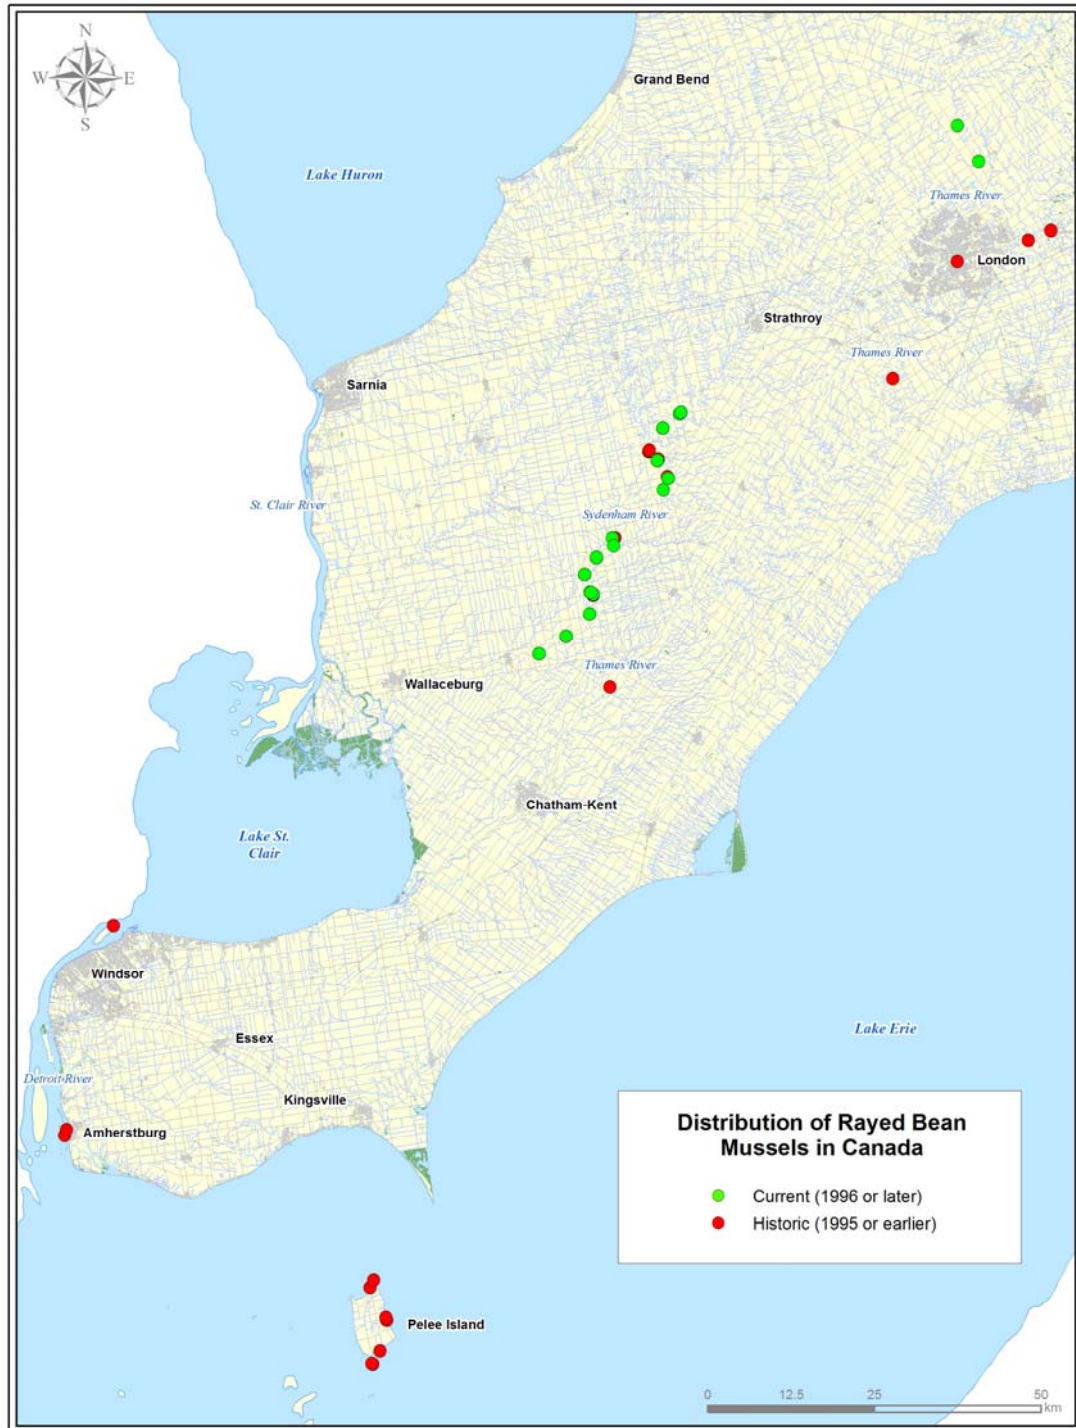 N
W E
S
Grand Bend
Lake Huron
Thames River
London
Strathroy
Thames River
Sarnia
St. Clair River
Sydenham River
Thames River
Wallaceburg
Chatham-Kent
Lake St.
Clair
Windsor
Lake Erie
Essex
Detroit River
Kingsville
Amherstburg
Distribution of Rayed Bean
Mussels in Canada
Current (1996 or later)
Historic (1995 or earlier)
Pelee Island
0 12.5 25 50
km